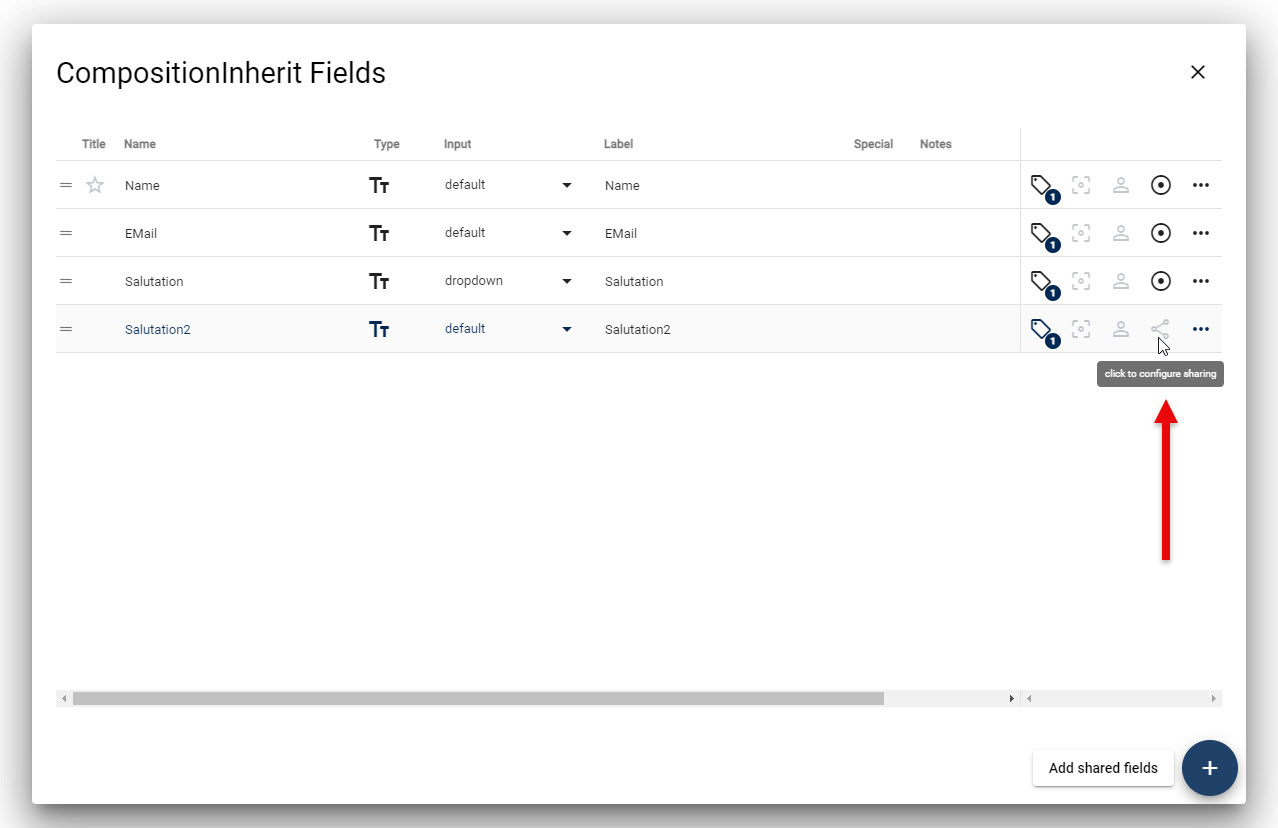 CompositionInherit Fields
Title Name Type Input Label Special Notes
Name Tт default Name 1
EMail Tт default EMail 1
Salutation Tт dropdown Salutation 1
Salutation2 Tт default Salutation2 1
click to configure sharing
Add shared fields